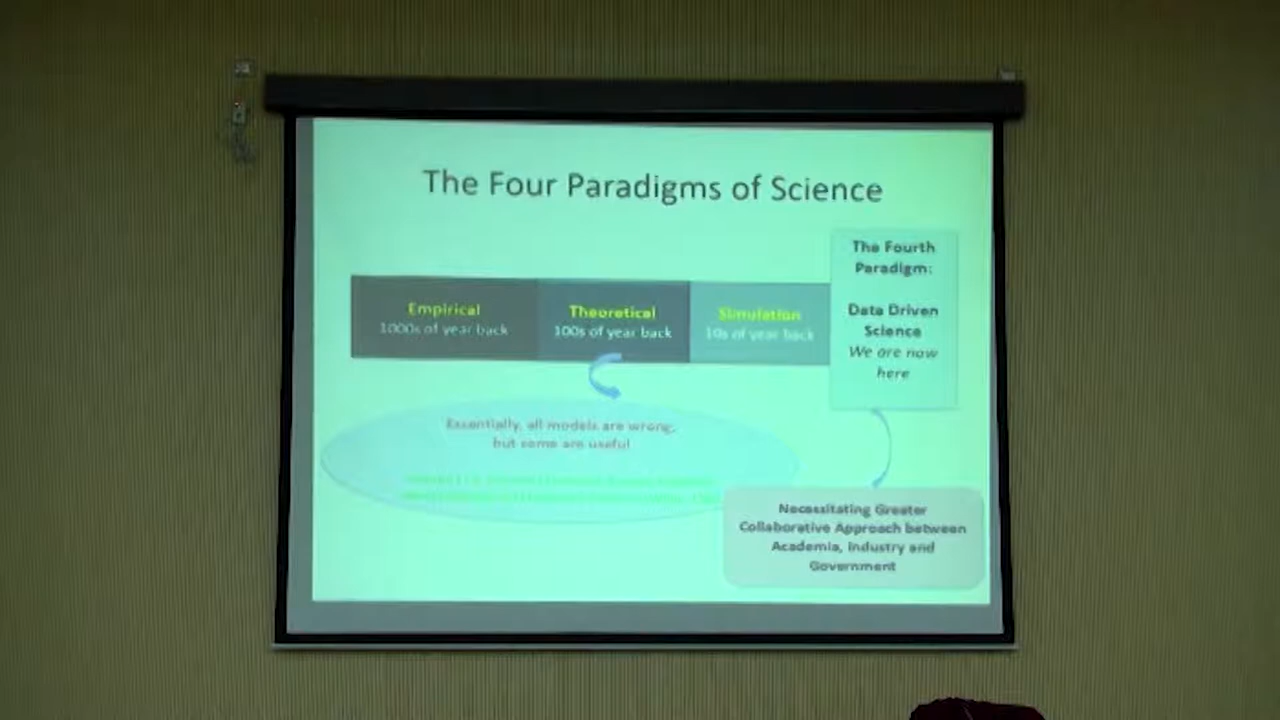 The Four Paradigms of Science
Empirical
1000s of year back
Theoretical
100s of year back
Simulation
10s of year back
The Fourth
Paradigm:
Data Driven
Science
We are now
here
Essentially, all models are wrong,
but some are useful
Necessitating Greater
Collaborative Approach between
Academia, Industry and
Government